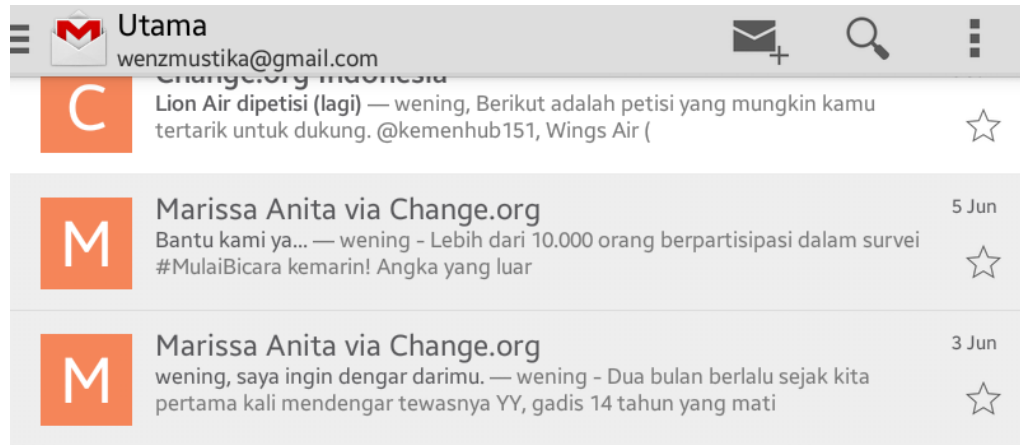 Utama
wenzmustika@gmail.com
Change.org Indonesia
C
Lion Air dipetisi (lagi) — wening, Berikut adalah petisi yang mungkin kamu
tertarik untuk dukung. @kemenhub151, Wings Air (
Marissa Anita via Change.org
5 Jun
M
Bantu kami ya... — wening - Lebih dari 10.000 orang berpartisipasi dalam survei
#MulaiBicara kemarin! Angka yang luar
Marissa Anita via Change.org
3 Jun
M
wening, saya ingin dengar darimu. — wening - Dua bulan berlalu sejak kita
pertama kali mendengar tewasnya YY, gadis 14 tahun yang mati